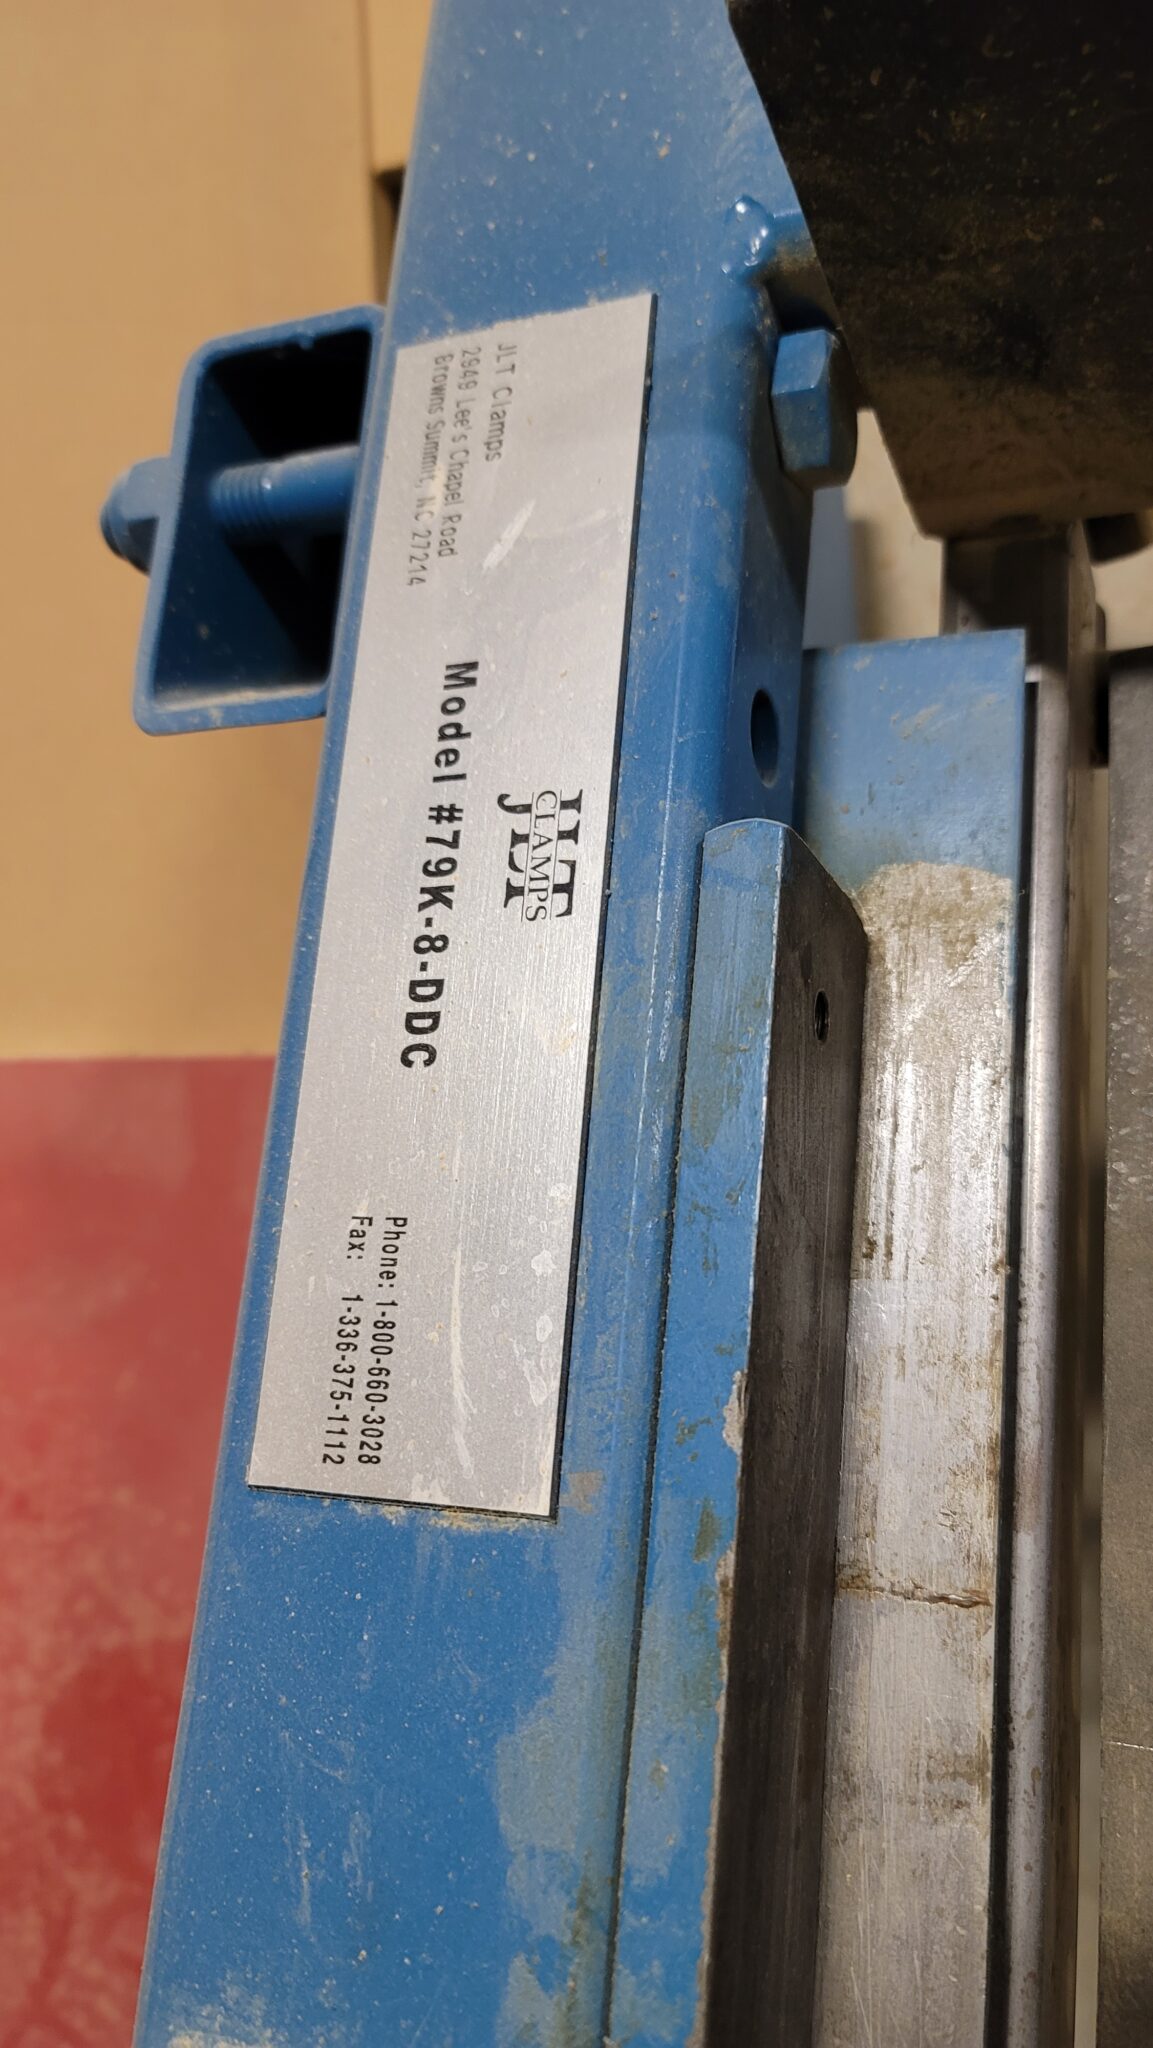 JLT Clamps
2949 Lee's Chapel Road
Browns Summit, NC 27214
JLT
CLAMPS
Model #79K-8-DDC
Phone: 1-800-660-3028
Fax: 1-336-375-1112